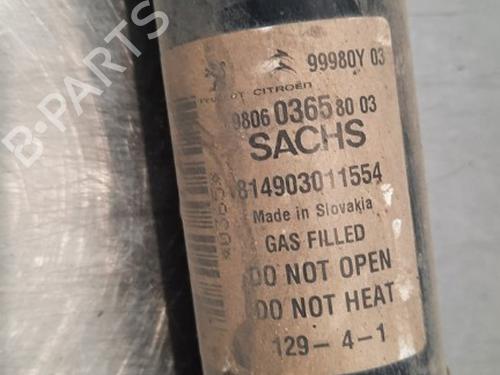 B-PARTS
99980Y 03
PEUGEOT CITROËN
98060 0365 80 03
SACHS
814903011554
Made in Slovakia
GAS FILLED
DO NOT OPEN
DO NOT HEAT
129-4-1